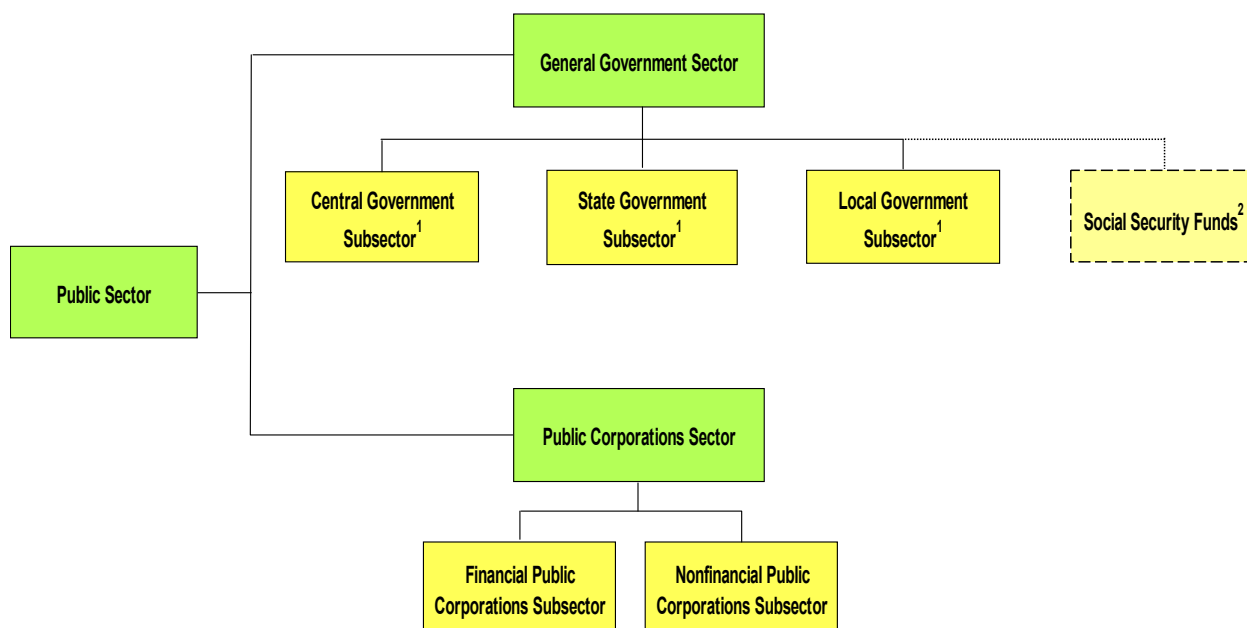 General Government Sector
Central Government
Subsector1
State Government
Subsector1
Local Government
Subsector1
Social Security Funds2
Public Sector
Public Corporations Sector
Financial Public
Corporations Subsector
Nonfinancial Public
Corporations Subsector